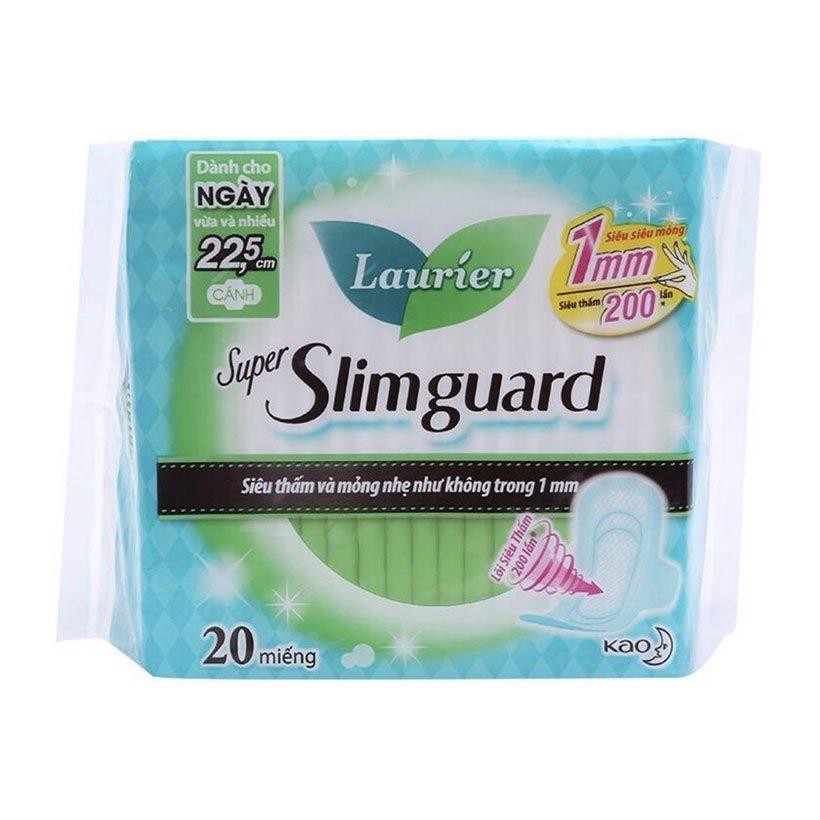 Dành cho
NGÀY
vừa và nhiều
22,5 cm
CÁNH
Laurier
Siêu siêu mỏng
1mm
Siêu thấm 200 lần*
Super Slimguard
Siêu thấm và mỏng nhẹ như không trong 1 mm
Lõi Siêu Thấm
200 lần*
20 miếng
Kao